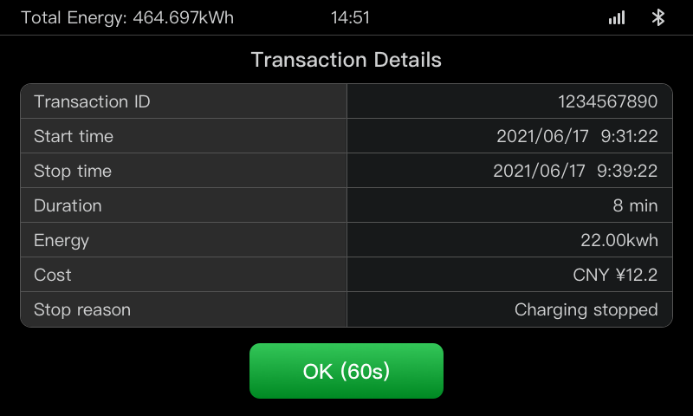 Total Energy: 464.697kWh 14:51
Transaction Details
Transaction ID 1234567890
Start time 2021/06/17 9:31:22
Stop time 2021/06/17 9:39:22
Duration 8 min
Energy 22.00kwh
Cost CNY ¥12.2
Stop reason Charging stopped
OK (60s)